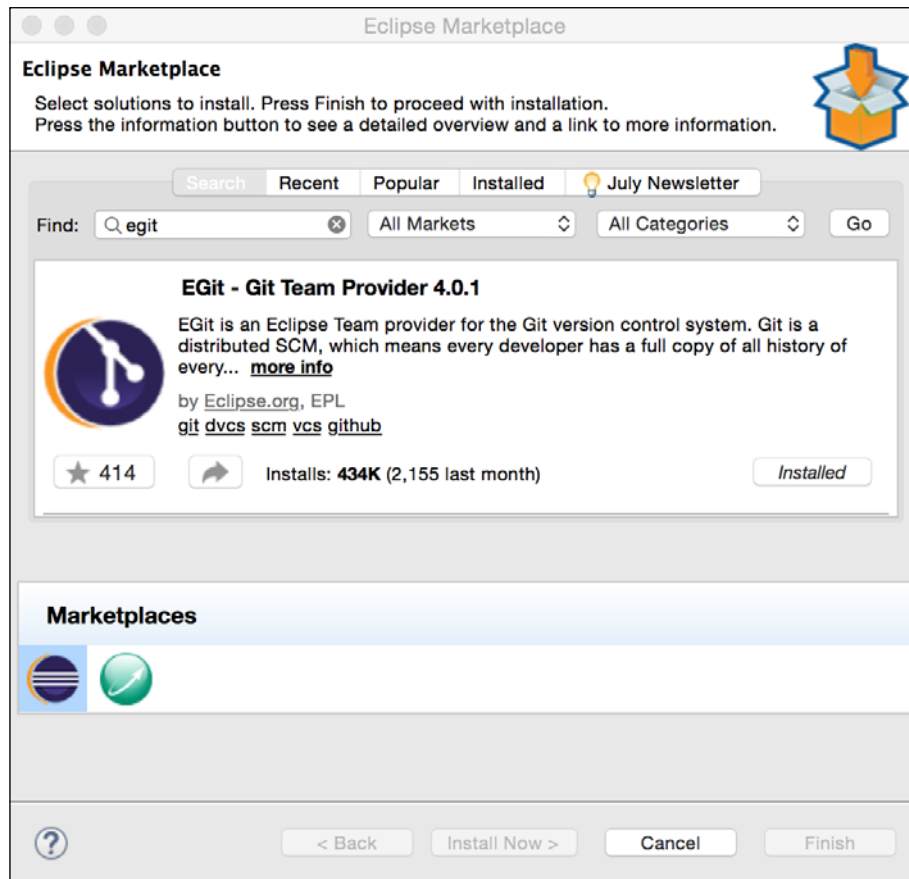 Eclipse Marketplace
Eclipse Marketplace
Select solutions to install. Press Finish to proceed with installation.
Press the information button to see a detailed overview and a link to more information.
Search Recent Popular Installed July Newsletter
Find: egit All Markets All Categories Go
EGit - Git Team Provider 4.0.1
EGit is an Eclipse Team provider for the Git version control system. Git is a
distributed SCM, which means every developer has a full copy of all history of
every... more info
by Eclipse.org, EPL
git dvcs scm vcs github
414 Installs: 434K (2,155 last month) Installed
Marketplaces
? < Back Install Now > Cancel Finish